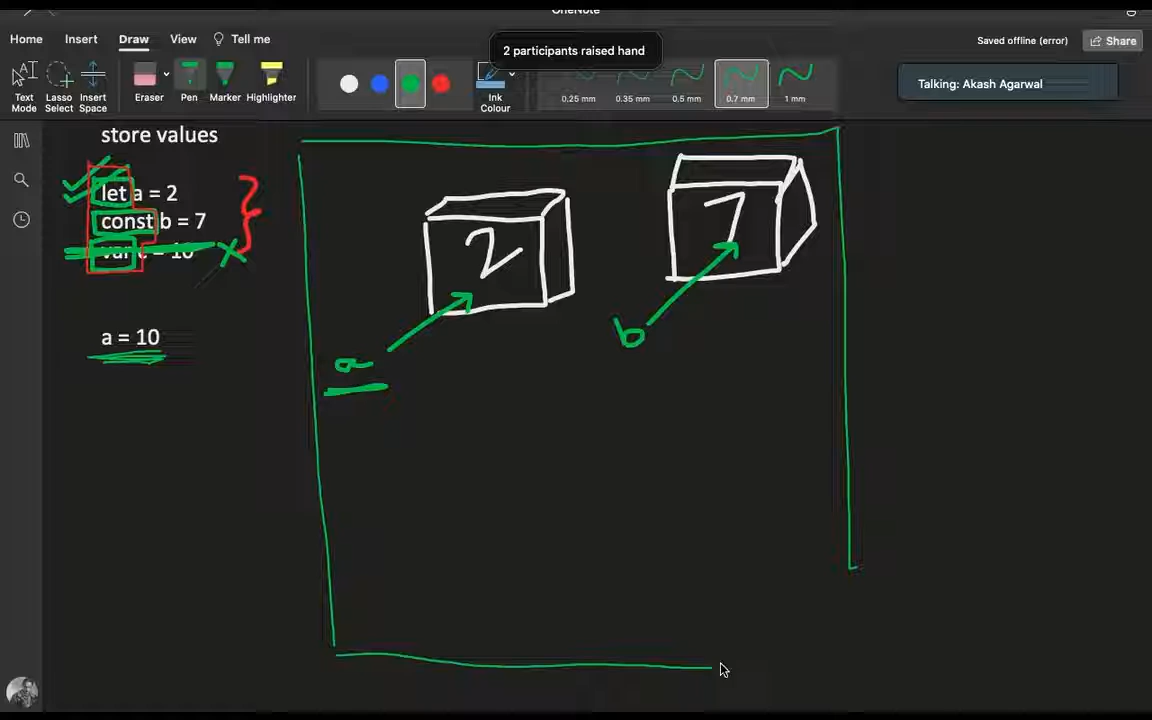 OneNote
2 participants raised hand
Home Insert Draw View Tell me
Saved offline (error) Share
Text Mode
Lasso Select
Insert Space
Eraser
Pen
Marker
Highlighter
Ink Colour
0.25 mm
0.35 mm
0.5 mm
0.7 mm
1 mm
Talking: Akash Agarwal
store values
let a = 2
const b = 7
var c = 10
a = 10
2
7
a
b